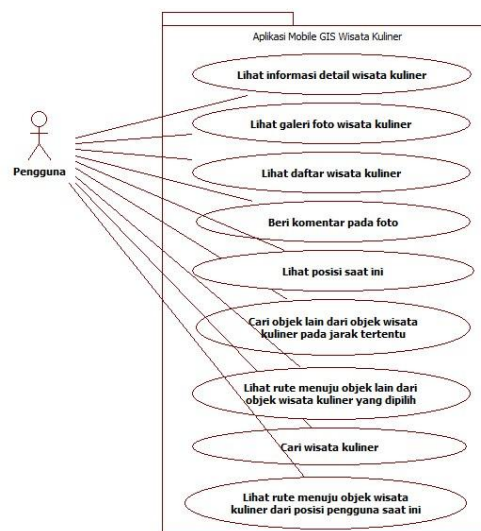 Aplikasi Mobile GIS Wisata Kuliner
Lihat informasi detail wisata kuliner
Lihat galeri foto wisata kuliner
Pengguna
Lihat daftar wisata kuliner
Beri komentar pada foto
Lihat posisi saat ini
Cari objek lain dari objek wisata
kuliner pada jarak tertentu
Lihat rute menuju objek lain dari
objek wisata kuliner yang dipilih
Cari wisata kuliner
Lihat rute menuju objek wisata
kuliner dari posisi pengguna saat ini